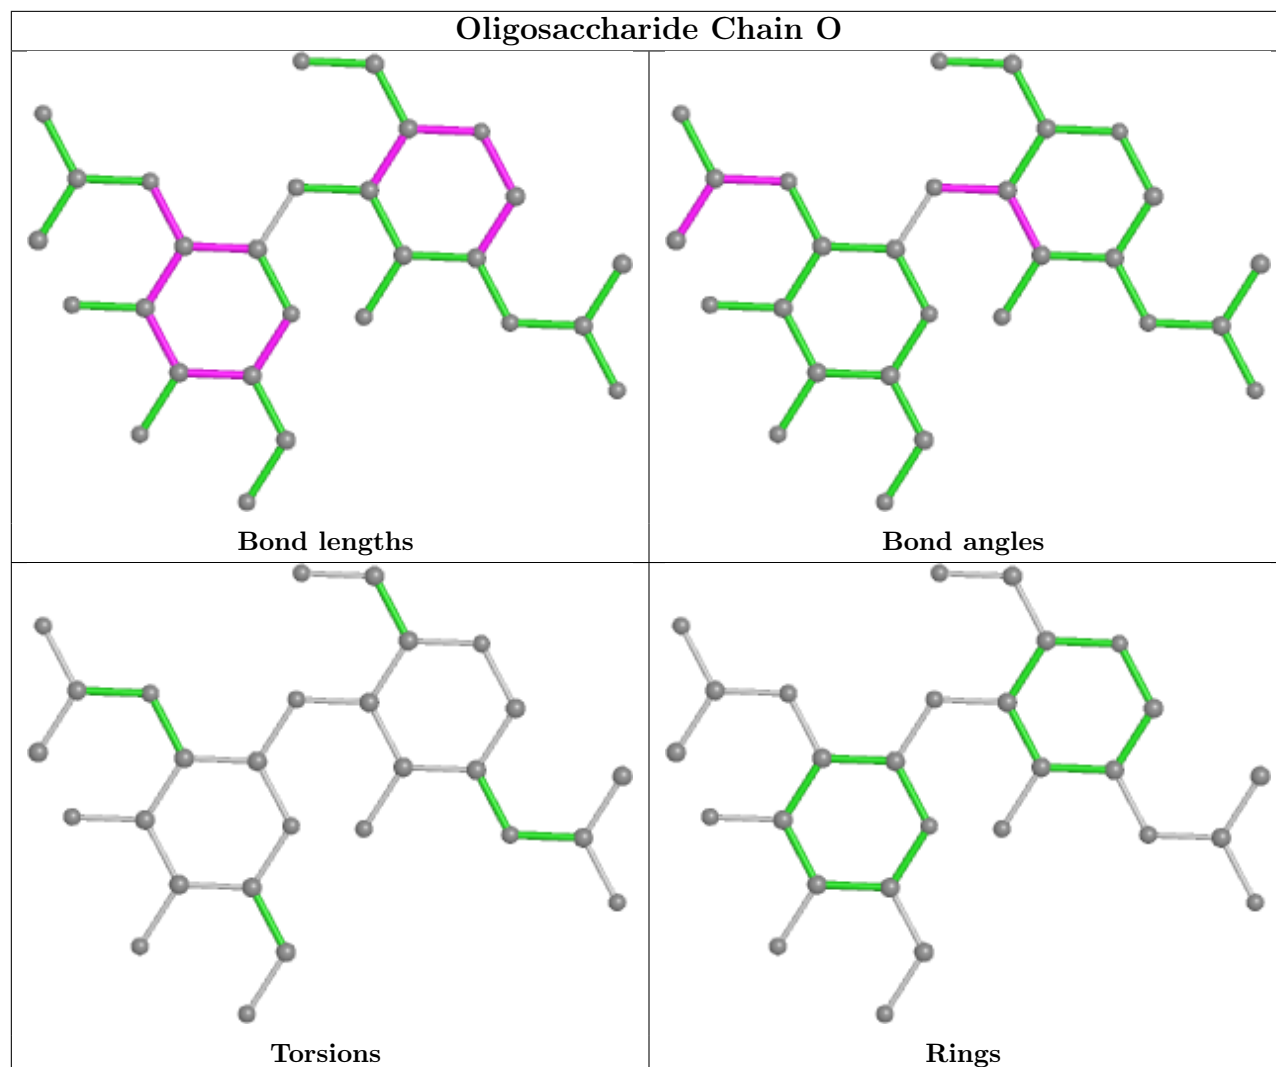 Oligosaccharide Chain O
Bond lengths
Bond angles
Torsions
Rings